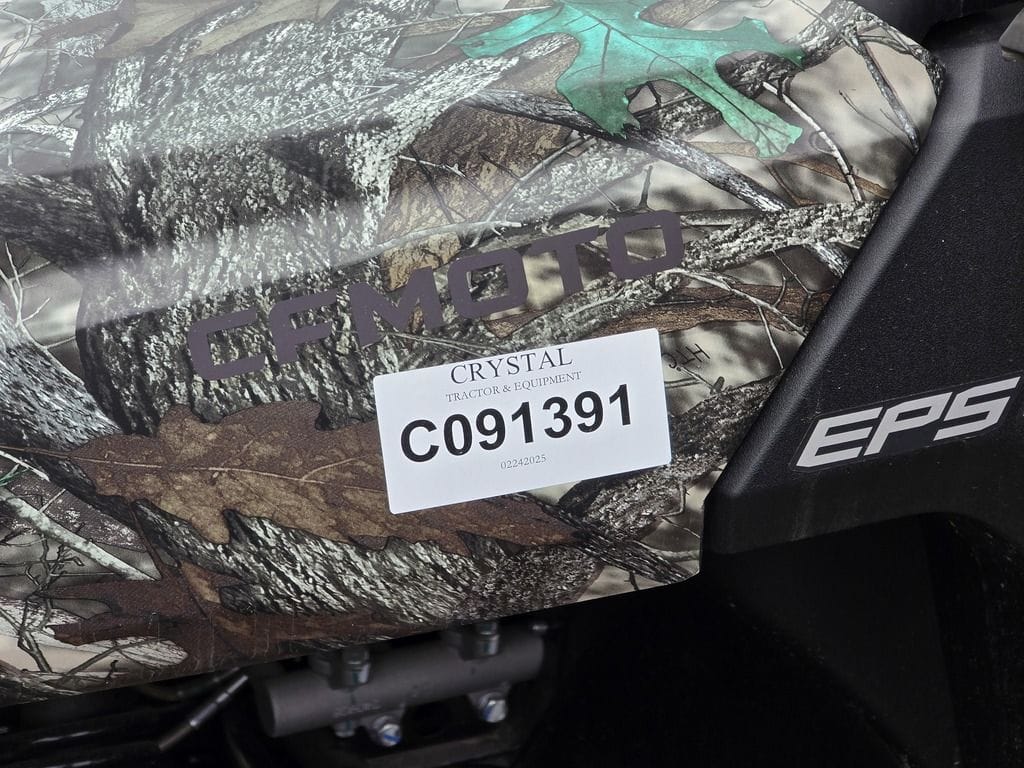 CFMOTO
CRYSTAL
TRACTOR & EQUIPMENT
C091391
02242025
EPS